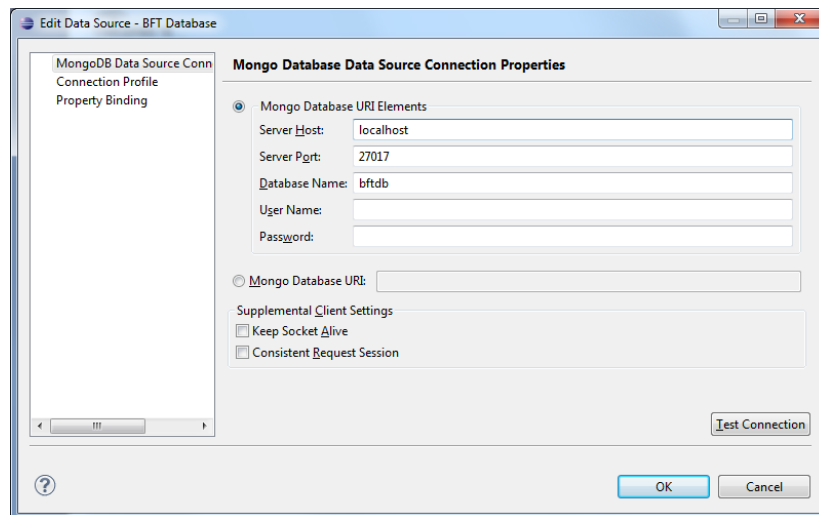 Edit Data Source - BFT Database
MongoDB Data Source Conn
Connection Profile
Property Binding
Mongo Database Data Source Connection Properties
Mongo Database URI Elements
Server Host: localhost
Server Port: 27017
Database Name: bftdb
User Name:
Password:
Mongo Database URI:
Supplemental Client Settings
Keep Socket Alive
Consistent Request Session
Test Connection
OK Cancel